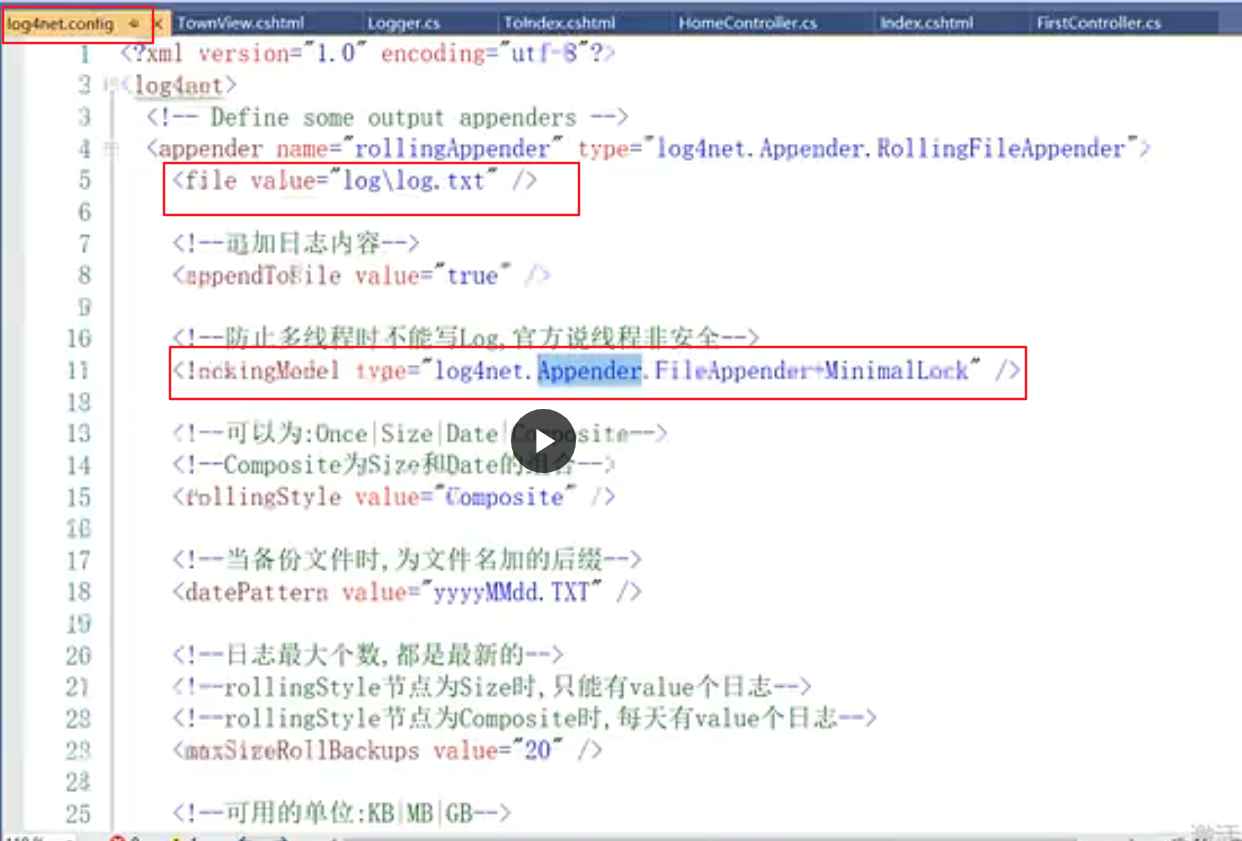 log4net.config TownView.cshtml Logger.cs ToIndex.cshtml HomeController.cs Index.cshtml FirstController.cs
1 <?xml version="1.0" encoding="utf-8"?>
<log4net>
3 <!-- Define some output appenders -->
4 <appender name="rollingAppender" type="log4net.Appender.RollingFileAppender">
5 <file value="log\log.txt" />
6
7 <!--追加日志内容-->
8 <appendToFile value="true" />
9
10 <!--防止多线程时不能写Log,官方说线程非安全-->
11 <lockingModel type="log4net.Appender.FileAppender+MinimalLock" />
13 <!--可以为:Once|Size|Date|Composite-->
14 <!--Composite为Size和Date的组合-->
15 <rollingStyle value="Composite" />
16
17 <!--当备份文件时,为文件名加的后缀-->
18 <datePattern value="yyyyMMdd.TXT" />
19
20 <!--日志最大个数,都是最新的-->
21 <!--rollingStyle节点为Size时,只能有value个日志-->
<!--rollingStyle节点为Composite时,每天有value个日志-->
<maxSizeRollBackups value="20" />
25 <!--可用的单位:KB|MB|GB-->